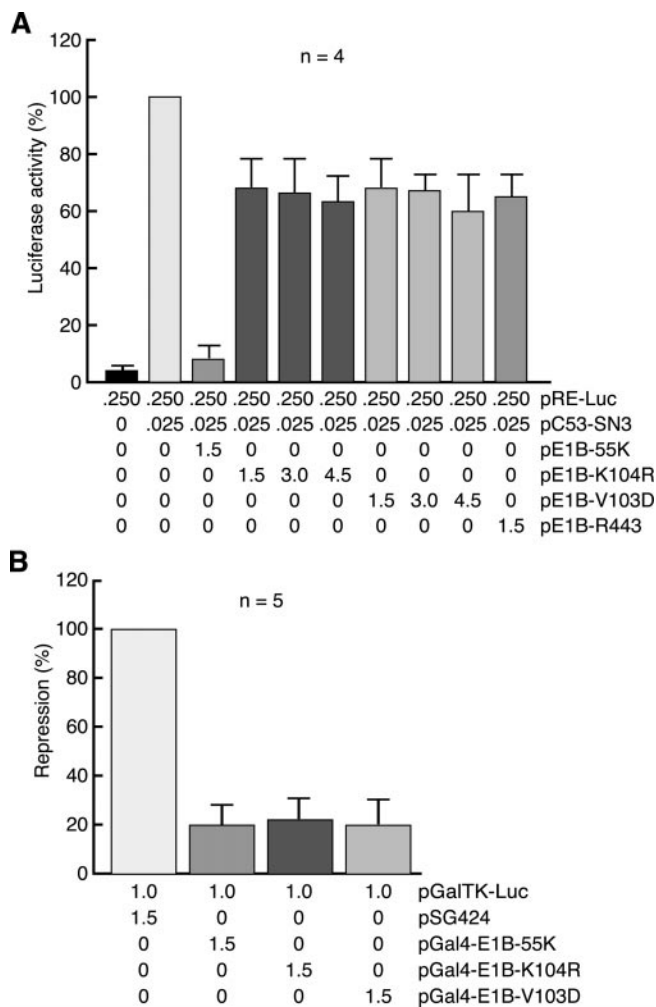 A
120
n = 4
100
80
60
40
20
0
Luciferase activity (%)
.250 .250 .250 .250 .250 .250 .250 .250 .250 .250 pRE-Luc
0 .025 .025 .025 .025 .025 .025 .025 .025 .025 pC53-SN3
0 0 1.5 0 0 0 0 0 0 0 pE1B-55K
0 0 0 1.5 3.0 4.5 0 0 0 0 pE1B-K104R
0 0 0 0 0 0 1.5 3.0 4.5 0 pE1B-V103D
0 0 0 0 0 0 0 0 0 1.5 pE1B-R443
B
120
n = 5
100
80
60
40
20
0
Repression (%)
1.0 1.0 1.0 1.0 pGalTK-Luc
1.5 0 0 0 pSG424
0 1.5 0 0 pGal4-E1B-55K
0 0 1.5 0 pGal4-E1B-K104R
0 0 0 1.5 pGal4-E1B-V103D